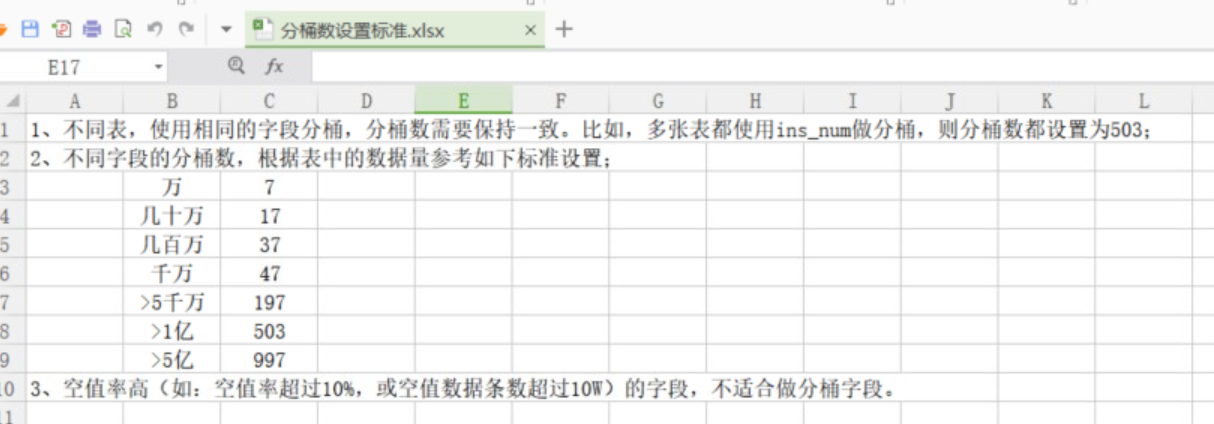 分桶数设置标准.xlsx × +
E17 fx
A B C D E F G H I J K L
1 1、不同表，使用相同的字段分桶，分桶数需要保持一致。比如，多张表都使用ins_num做分桶，则分桶数都设置为503；
2 2、不同字段的分桶数，根据表中的数据量参考如下标准设置；
3 万 7
4 几十万 17
5 几百万 37
6 千万 47
7 >5千万 197
8 >1亿 503
9 >5亿 997
10 3、空值率高（如：空值率超过10%，或空值数据条数超过10W）的字段，不适合做分桶字段。
11